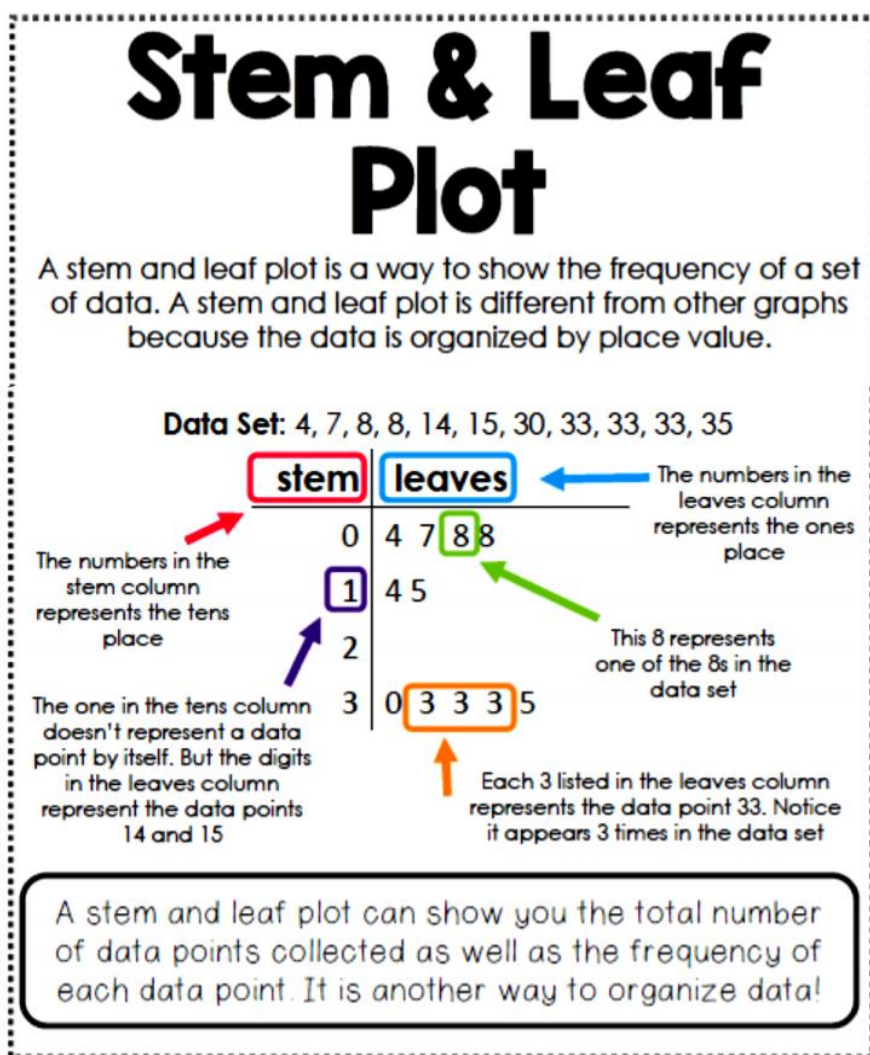 Stem & Leaf
Plot
A stem and leaf plot is a way to show the frequency of a set
of data. A stem and leaf plot is different from other graphs
because the data is organized by place value.
Data Set: 4, 7, 8, 8, 14, 15, 30, 33, 33, 33, 35
stem leaves
0 4 7 8 8
1 4 5
2
3 0 3 3 3 5
The numbers in the
leaves column
represents the ones
place
The numbers in the
stem column
represents the tens
place
This 8 represents
one of the 8s in the
data set
The one in the tens column
doesn't represent a data
point by itself. But the digits
in the leaves column
represent the data points
14 and 15
Each 3 listed in the leaves column
represents the data point 33. Notice
it appears 3 times in the data set
A stem and leaf plot can show you the total number
of data points collected as well as the frequency of
each data point. It is another way to organize data!